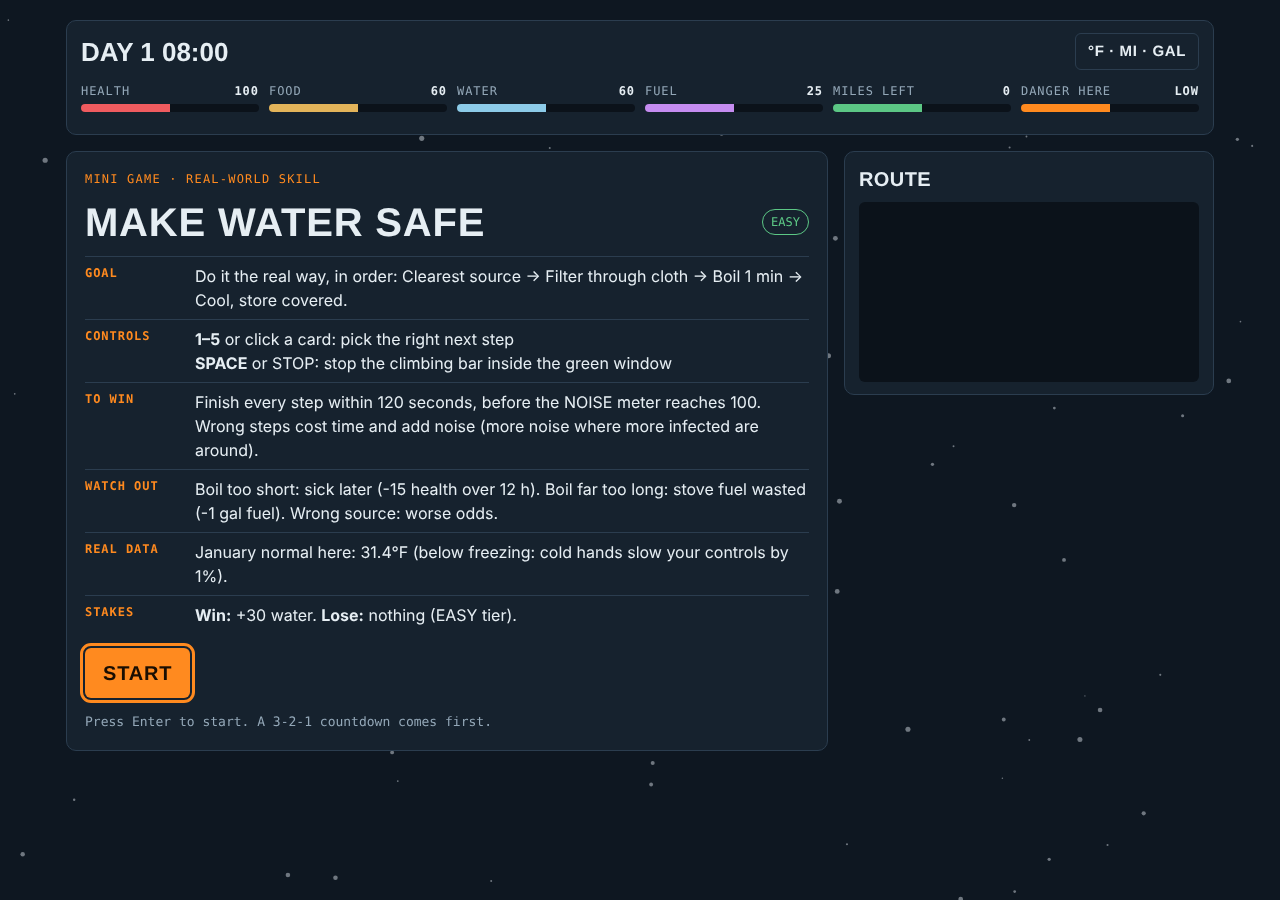 DAY 1 08:00
°F · MI · GAL
HEALTH 100
FOOD 60
WATER 60
FUEL 25
MILES LEFT 0
DANGER HERE LOW
MINI GAME · REAL-WORLD SKILL
MAKE WATER SAFE
EASY
GOAL
Do it the real way, in order: Clearest source → Filter through cloth → Boil 1 min →
Cool, store covered.
CONTROLS
1–5 or click a card: pick the right next step
SPACE or STOP: stop the climbing bar inside the green window
TO WIN
Finish every step within 120 seconds, before the NOISE meter reaches 100.
Wrong steps cost time and add noise (more noise where more infected are
around).
WATCH OUT
Boil too short: sick later (-15 health over 12 h). Boil far too long: stove fuel wasted
(-1 gal fuel). Wrong source: worse odds.
REAL DATA
January normal here: 31.4°F (below freezing: cold hands slow your controls by
1%).
STAKES
Win: +30 water. Lose: nothing (EASY tier).
START
Press Enter to start. A 3-2-1 countdown comes first.
ROUTE